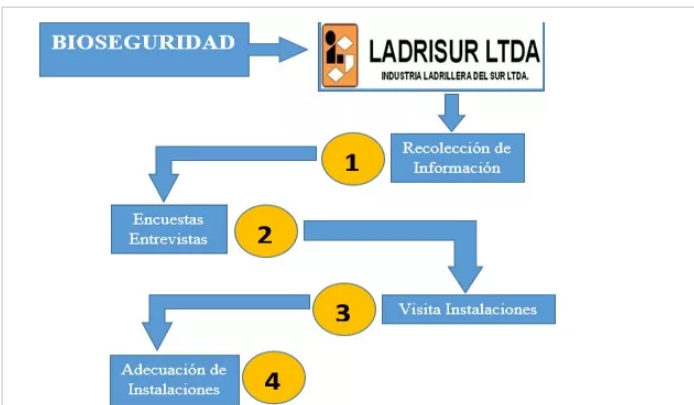 BIOSEGURIDAD
LADRISUR LTDA
INDUSTRIA LADRILLERA DEL SUR LTDA.
1
Recolección de
Información
Encuestas
Entrevistas
2
3
Visita Instalaciones
Adecuación de
Instalaciones
4